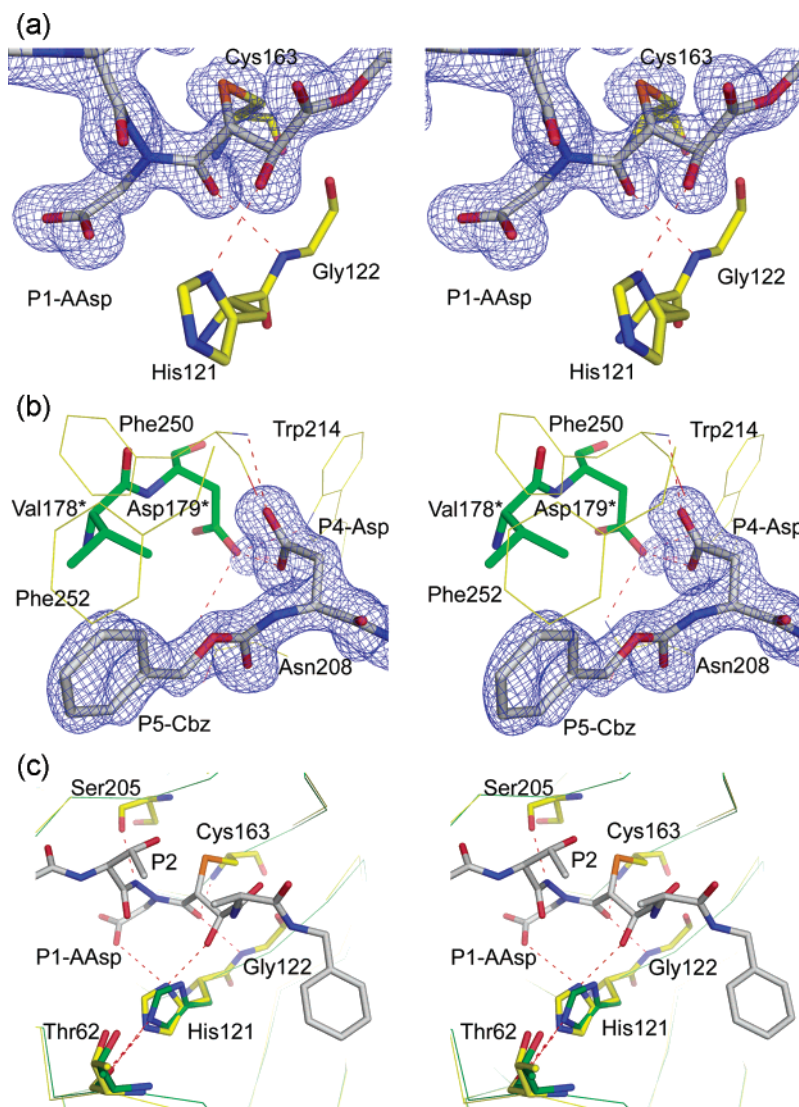 (a)
Cys163 Cys163
Gly122 Gly122
P1-AAsp P1-AAsp
His121 His121
(b)
Phe250 Trp214 Phe250 Trp214
Val178* Asp179* P4-Asp Val178* Asp179* P4-Asp
Phe252 Phe252
Asn208 Asn208
P5-Cbz P5-Cbz
(c)
Ser205 Ser205
Cys163 Cys163
P2 P2
P1-AAsp Gly122 P1-AAsp Gly122
Thr62 His121 Thr62 His121